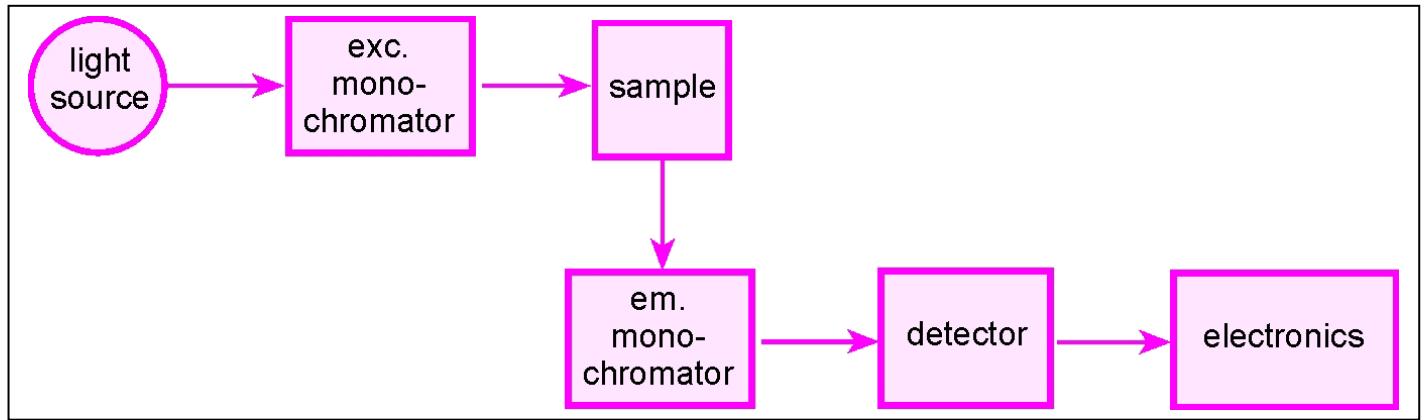 light
source
exc.
mono-
chromator
sample
em.
mono-
chromator
detector
electronics